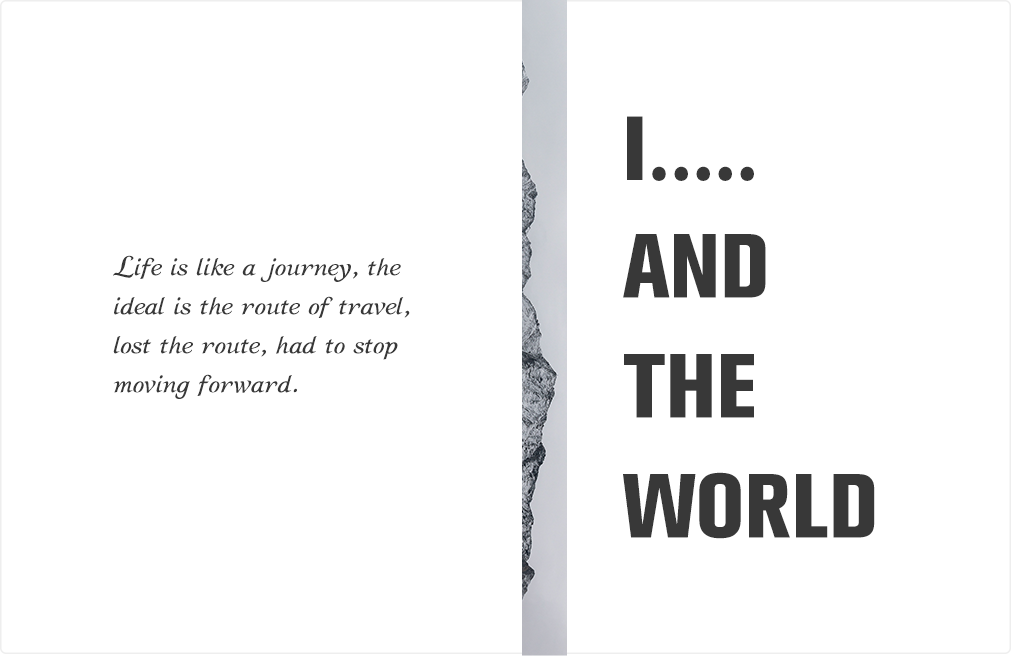 Life is like a journey, the
ideal is the route of travel,
lost the route, had to stop
moving forward.
I.....
AND
THE
WORLD